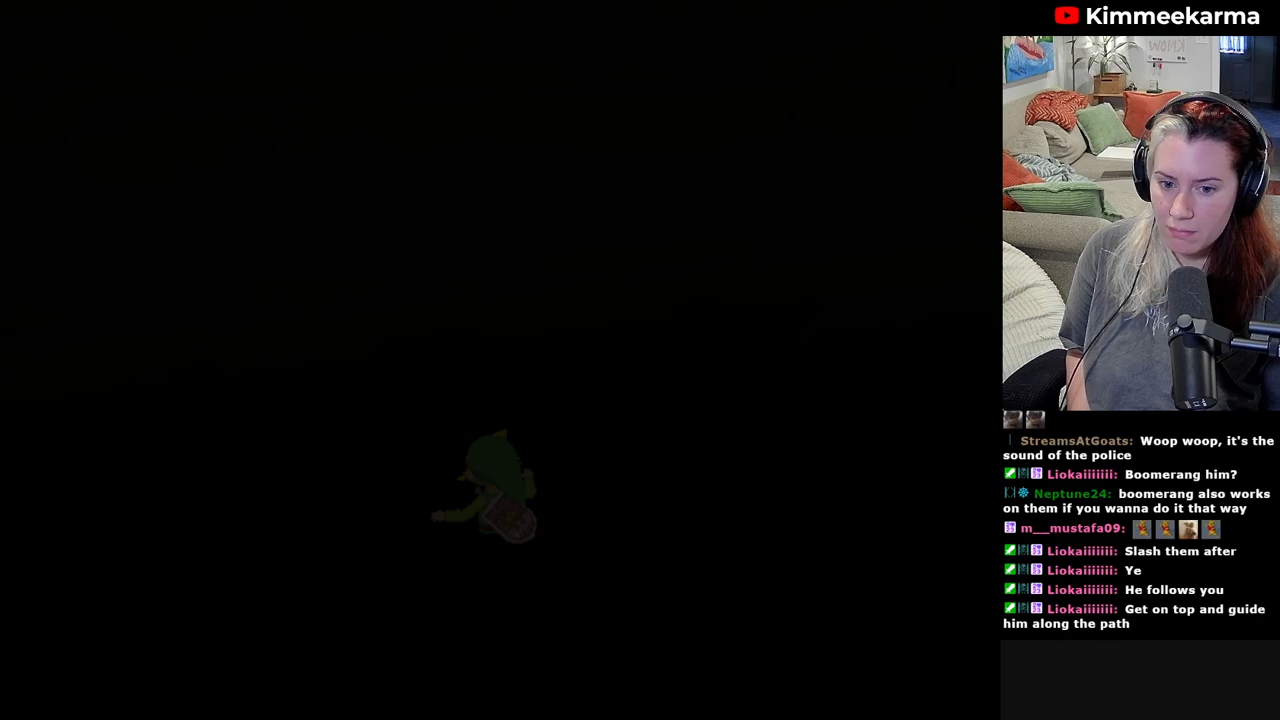 Kimmeekarma
StreamsAtGoats: Woop woop, it's the
sound of the police
Liokaiiiiiii: Boomerang him?
Neptune24: boomerang also works
on them if you wanna do it that way
m__mustafa09:
Liokaiiiiiii: Slash them after
Liokaiiiiiii: Ye
Liokaiiiiiii: He follows you
Liokaiiiiiii: Get on top and guide
him along the path